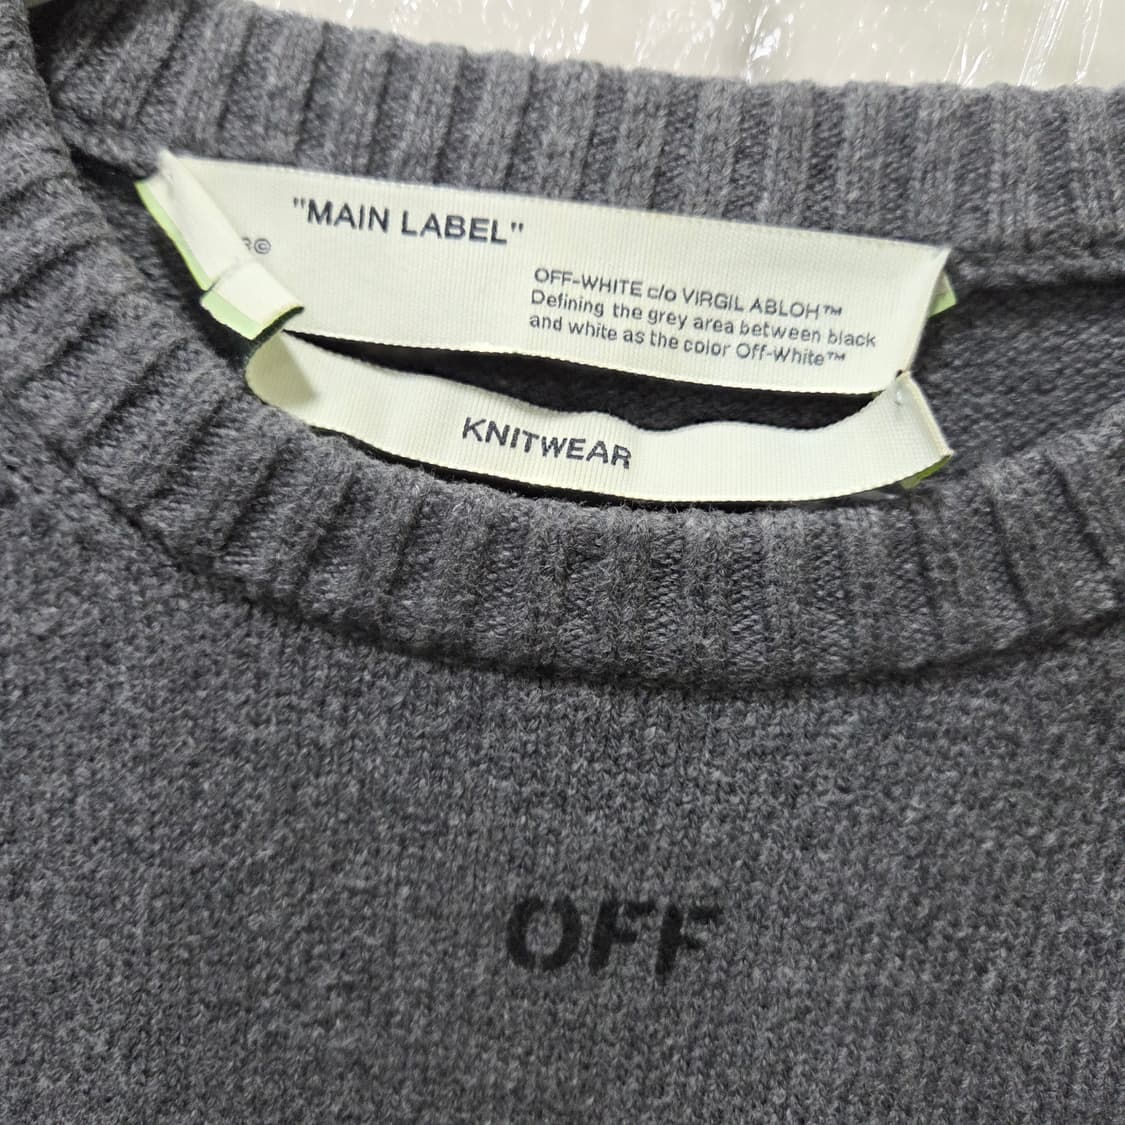 "MAIN LABEL"
©
OFF-WHITE c/o VIRGIL ABLOH™
Defining the grey area between black
and white as the color Off-White™
KNITWEAR
OFF